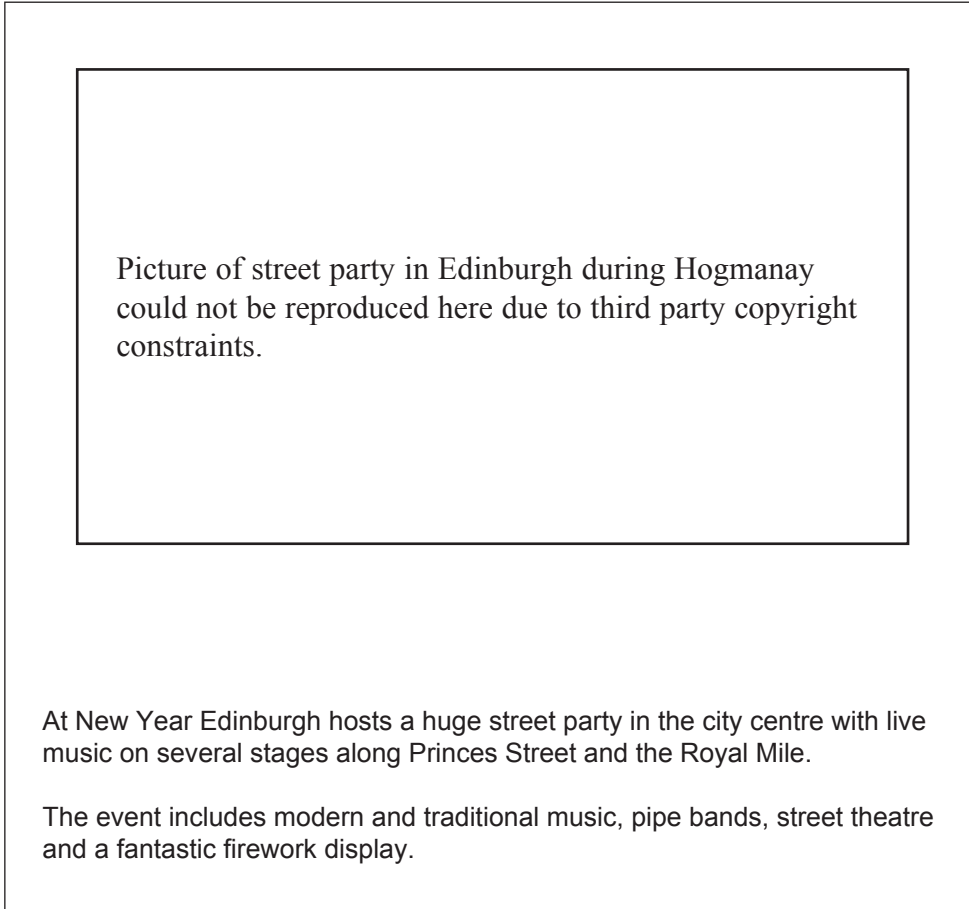 Picture of street party in Edinburgh during Hogmanay
could not be reproduced here due to third party copyright
constraints.
At New Year Edinburgh hosts a huge street party in the city centre with live
music on several stages along Princes Street and the Royal Mile.
The event includes modern and traditional music, pipe bands, street theatre
and a fantastic firework display.